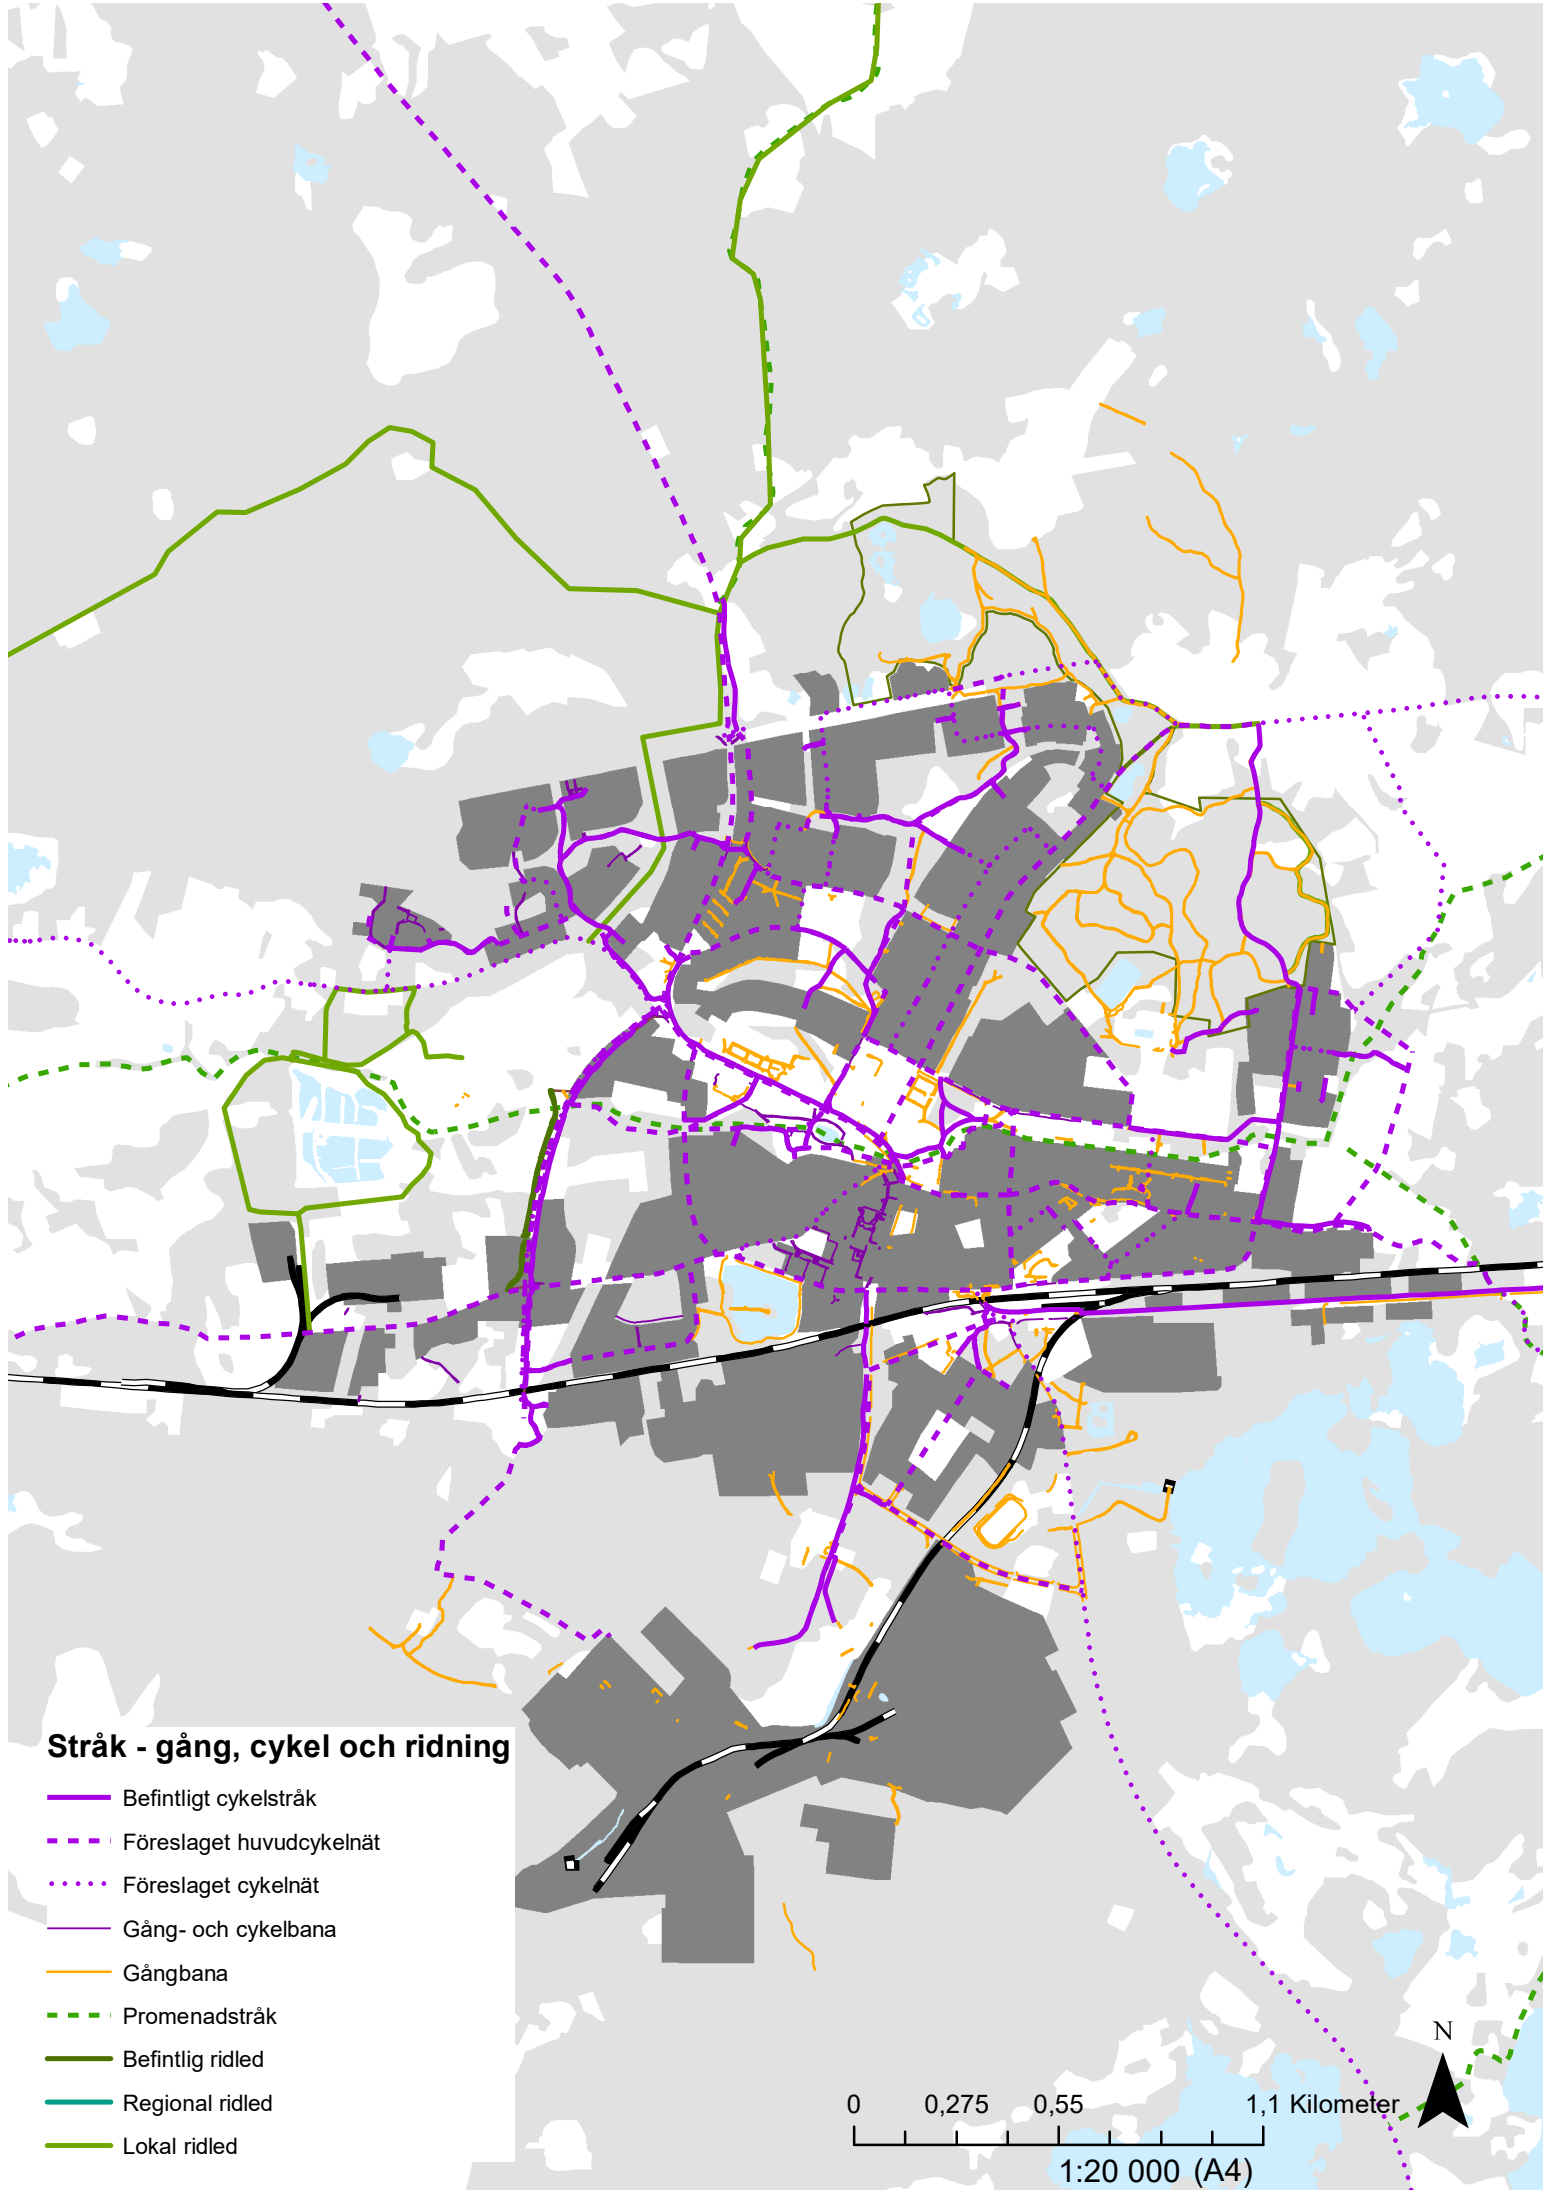 Stråk - gång, cykel och ridning
Befintligt cykelstråk
Föreslaget huvudcykelnät
Föreslaget cykelnät
Gång- och cykelbana
Gångbana
Promenadstråk
Befintlig ridled
Regional ridled
Lokal ridled
N
0 0,275 0,55 1,1 Kilometer
1:20 000 (A4)